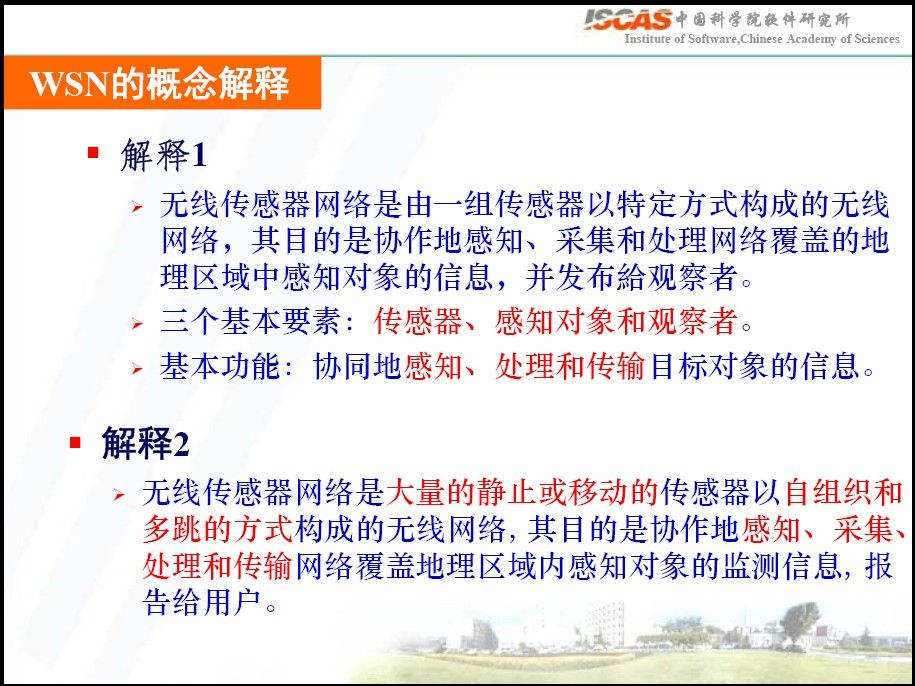 ISCAS中国科学院软件研究所
Institute of Software,Chinese Academy of Sciences
WSN的概念解释
解释1
无线传感器网络是由一组传感器以特定方式构成的无线
网络，其目的是协作地感知、采集和处理网络覆盖的地
理区域中感知对象的信息，并发布給观察者。
三个基本要素：传感器、感知对象和观察者。
基本功能：协同地感知、处理和传输目标对象的信息。
解释2
无线传感器网络是大量的静止或移动的传感器以自组织和
多跳的方式构成的无线网络, 其目的是协作地感知、采集、
处理和传输网络覆盖地理区域内感知对象的监测信息, 报
告给用户。